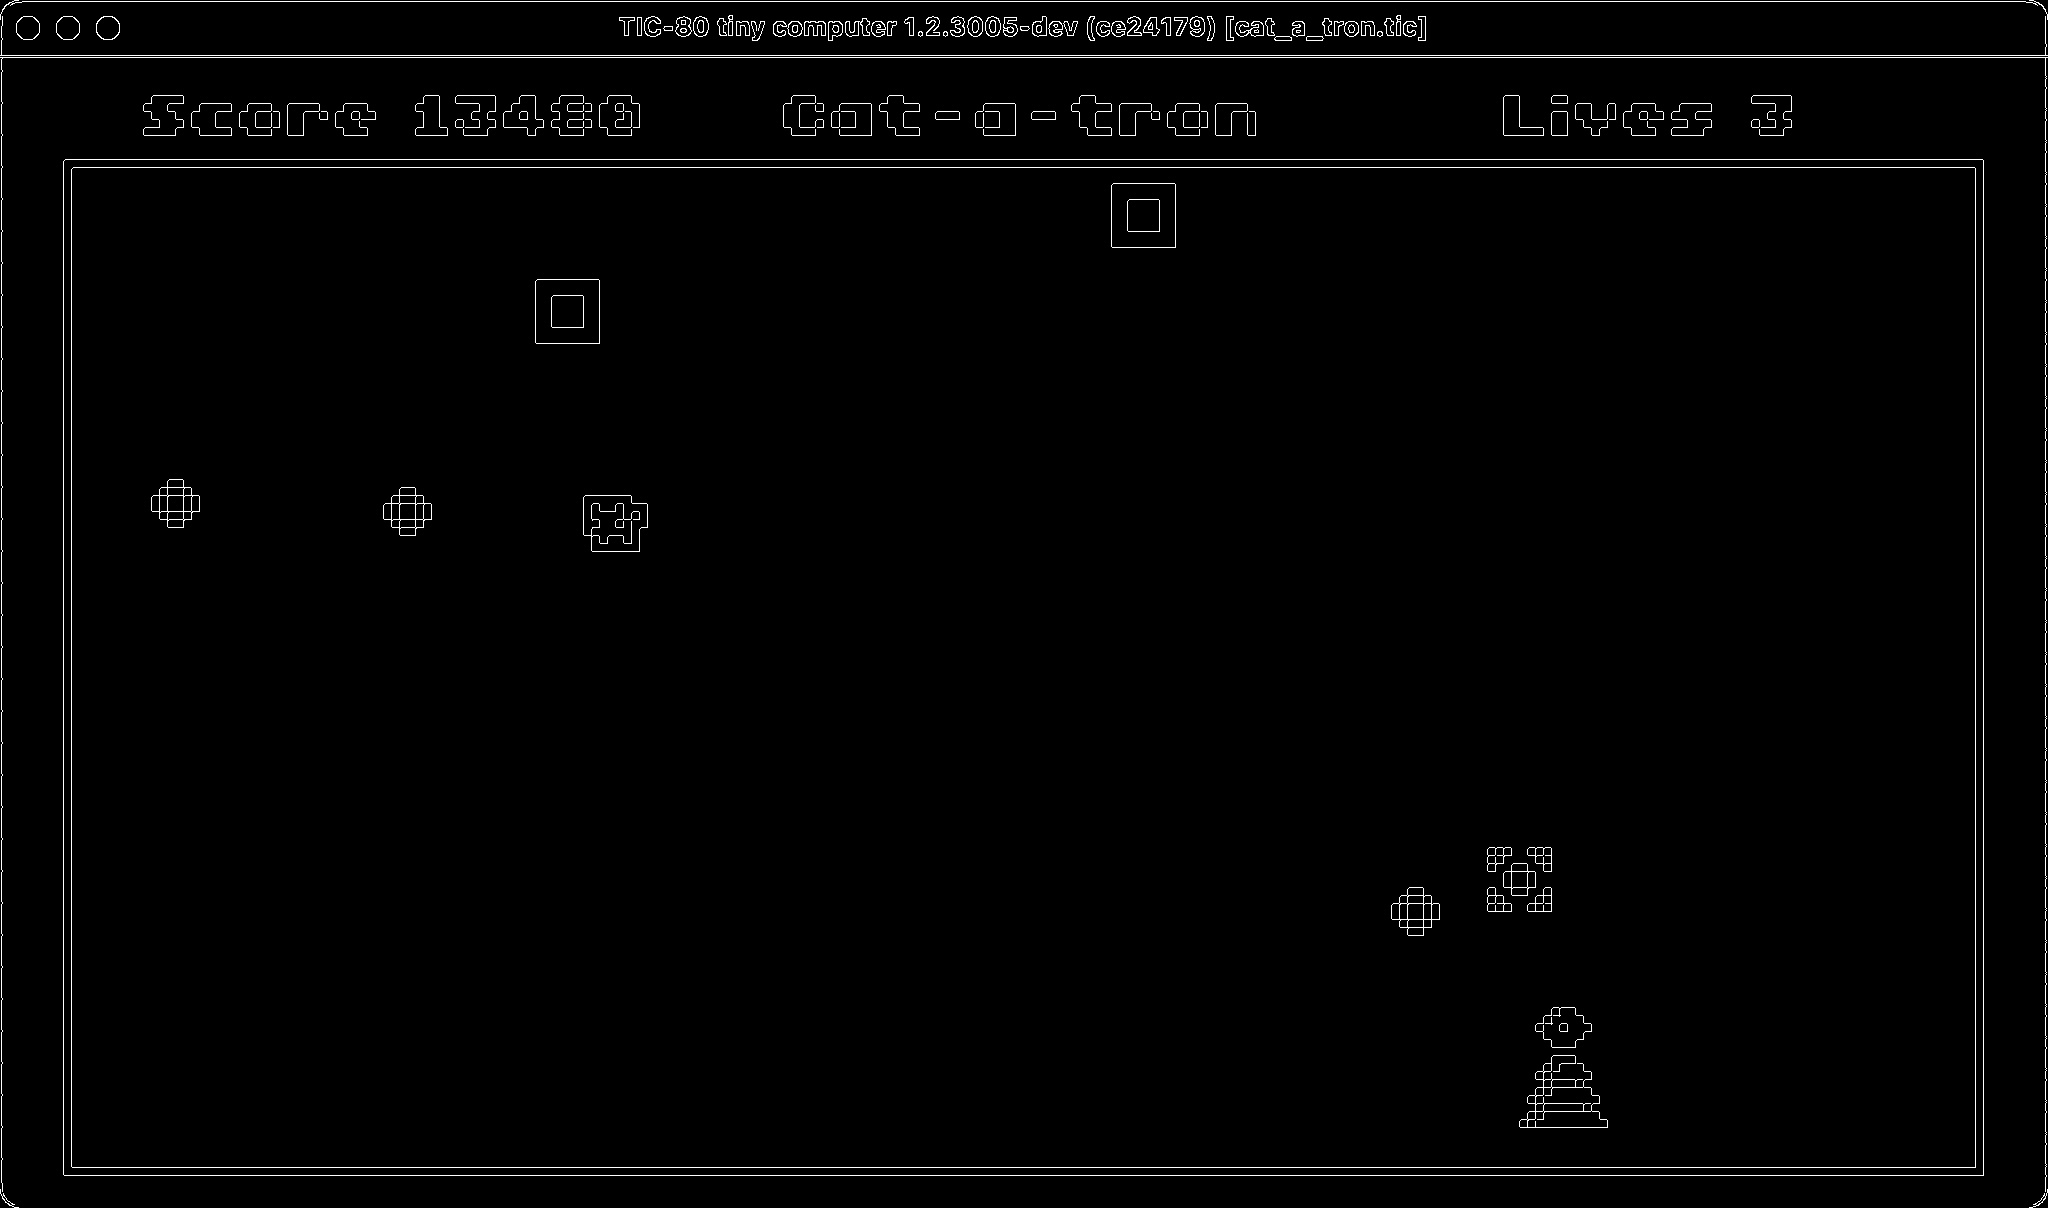 TIC-80 tiny computer 1.2.3005-dev (ce24179) [cat_a_tron.tic]
Score 13480 Cat-a-tron Lives 3